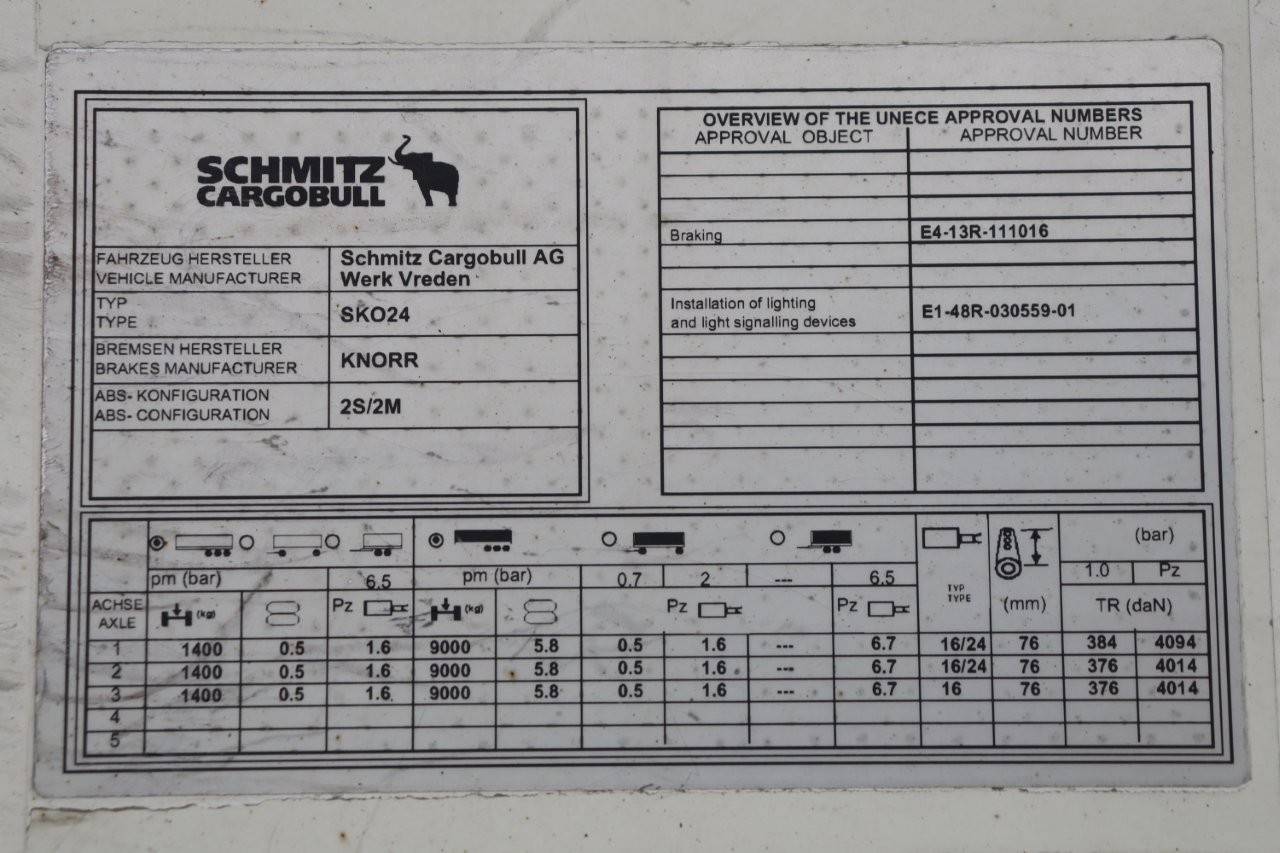 SCHMITZ
CARGOBULL
FAHRZEUG HERSTELLER
VEHICLE MANUFACTURER
Schmitz Cargobull AG
Werk Vreden
TYP
TYPE
SKO24
BREMSEN HERSTELLER
BRAKES MANUFACTURER
KNORR
ABS- KONFIGURATION
ABS- CONFIGURATION
2S/2M
OVERVIEW OF THE UNECE APPROVAL NUMBERS
APPROVAL OBJECT APPROVAL NUMBER
Braking E4-13R-111016
Installation of lighting
and light signalling devices
E1-48R-030559-01
(bar)
pm (bar) 6.5 pm (bar) 0.7 2 --- 6.5 1.0 Pz
TYP
TYPE
ACHSE
AXLE
(kg) Pz (kg) Pz Pz (mm) TR (daN)
1 1400 0.5 1.6 9000 5.8 0.5 1.6 --- 6.7 16/24 76 384 4094
2 1400 0.5 1.6 9000 5.8 0.5 1.6 --- 6.7 16/24 76 376 4014
3 1400 0.5 1.6 9000 5.8 0.5 1.6 --- 6.7 16 76 376 4014
4
5